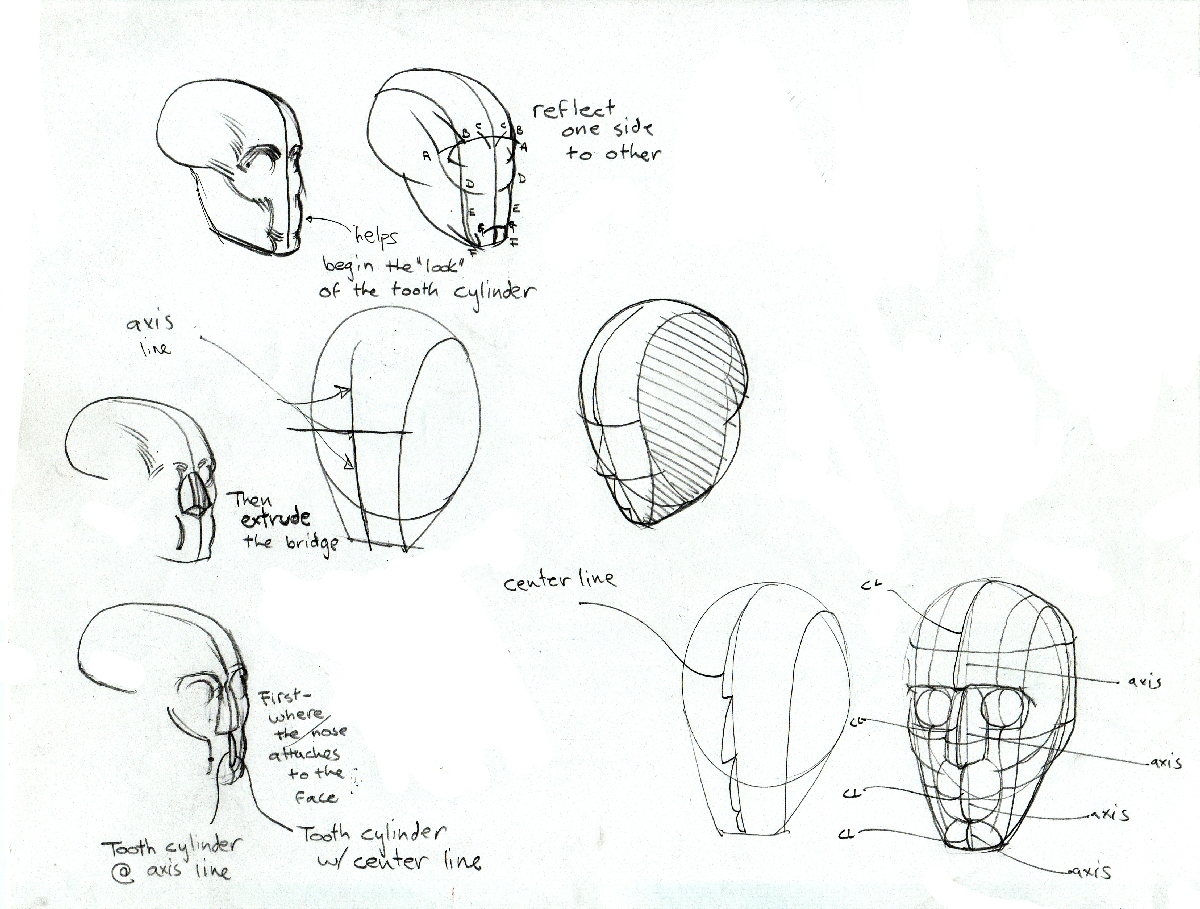 reflect
one side
to other
A
B
C
C
B
A
D
D
E
E
F
F
helps
begin the "look"
of the tooth cylinder
axis
line
Then
extrude
the bridge
center line
CL
axis
CL
axis
CL
axis
CL
axis
First-
where
the nose
attaches
to the
face
Tooth cylinder
@ axis line
Tooth cylinder
w/ center line